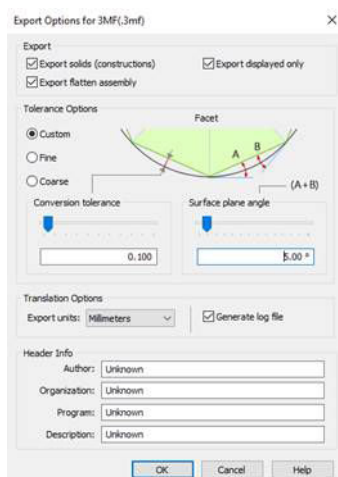 Export Options for 3MF(.3mf)
Export
Export solids (constructions) Export displayed only
Export flatten assembly
Tolerance Options
Facet
Custom
A B
Fine
Coarse
(A+B)
Conversion tolerance Surface plane angle
0.100 5.00 °
Translation Options
Export units: Millimeters Generate log file
Header Info
Author: Unknown
Organization: Unknown
Program: Unknown
Description: Unknown
OK Cancel Help